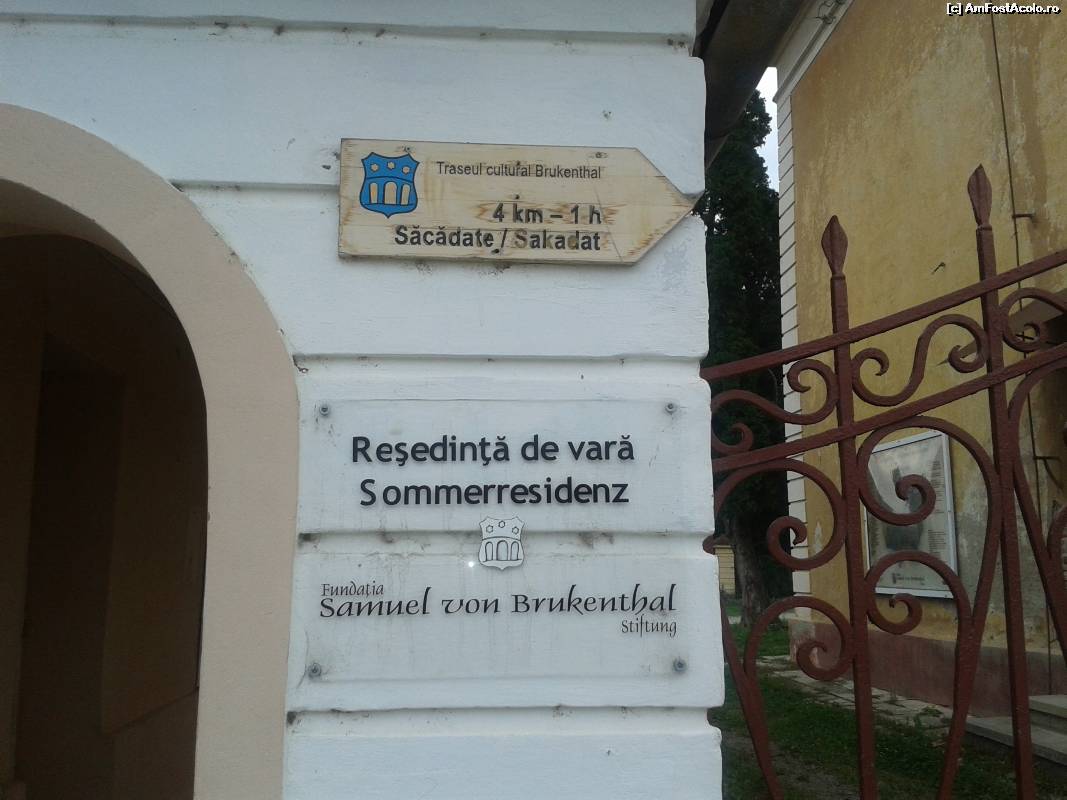 [c] AmFostAcolo.ro
Traseul cultural Brukenthal
4 km – 1 h
Săcădate / Sakadat
Reşedinţă de vară
Sommerresidenz
Fundaţia
Samuel von Brukenthal
Stiftung